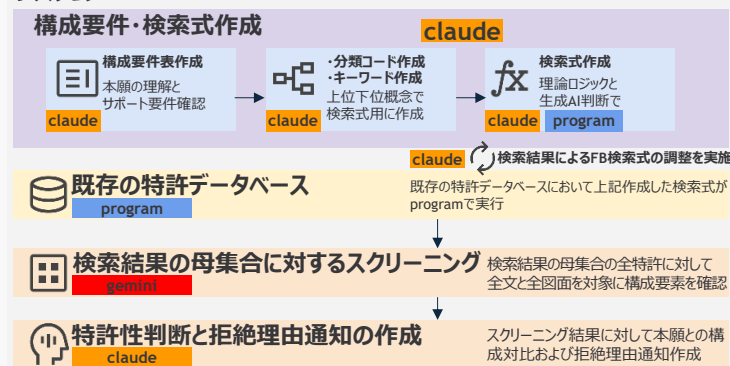 構成要件・検索式作成
claude
構成要件表作成
本願の理解と
サポート要件確認
claude
・分類コード作成
・キーワード作成
上位下位概念で
検索式用に作成
claude
検索式作成
理論ロジックと
生成AI判断で
claude program
claude 検索結果によるFB検索式の調整を実施
既存の特許データベース
program
既存の特許データベースにおいて上記作成した検索式が
programで実行
検索結果の母集合に対するスクリーニング
gemini
検索結果の母集合の全特許に対して
全文と全図面を対象に構成要素を確認
特許性判断と拒絶理由通知の作成
claude
スクリーニング結果に対して本願との構
成対比および拒絶理由通知作成